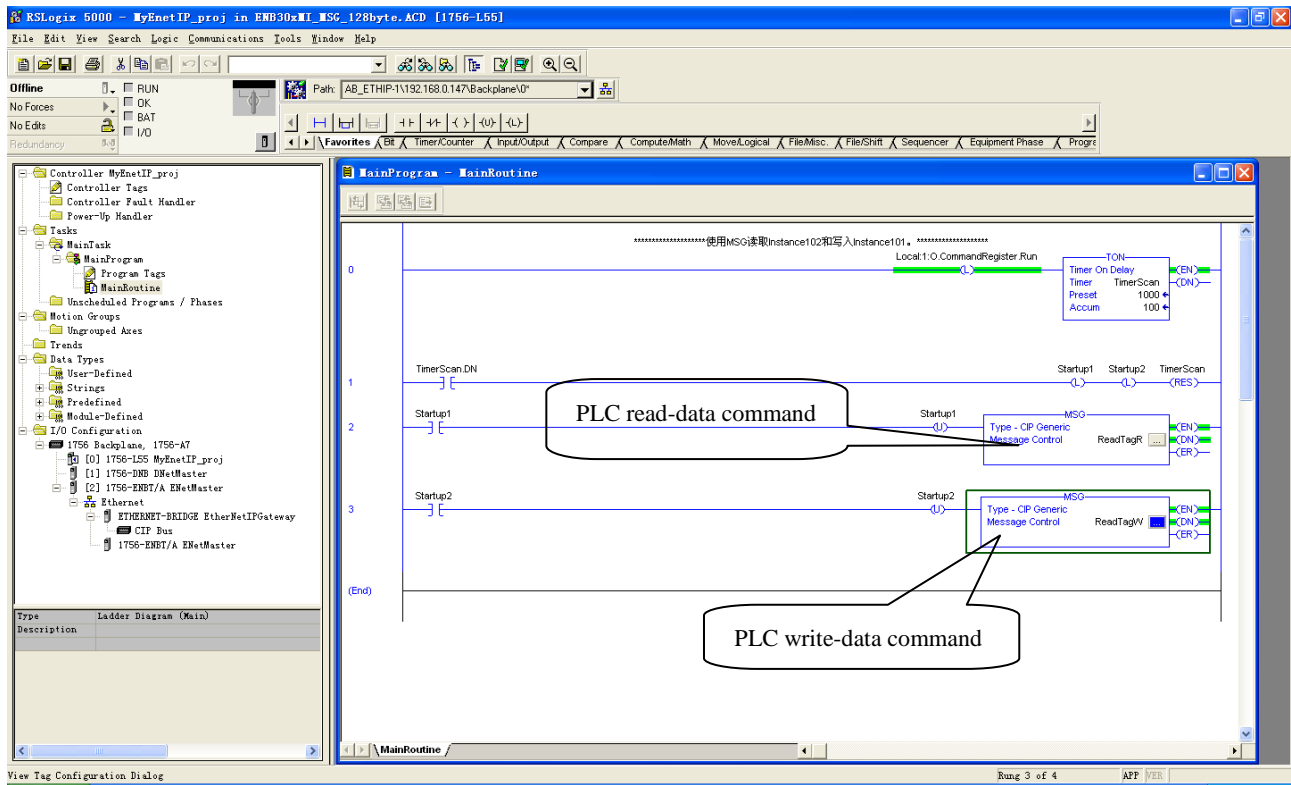 RSLogix 5000 - MyEnetIP_proj in ENB30xMI_MSG_128byte.ACD [1756-L55]
File Edit View Search Logic Communications Tools Window Help
Offline
RUN
No Forces
OK
No Edits
BAT
Redundancy
I/O
Path: AB_ETHIP-1\192.168.0.147\Backplane\0*
Favorites Bit Timer/Counter Input/Output Compare Compute/Math Move/Logical File/Misc. File/Shift Sequencer Equipment Phase Progra
Controller MyEnetIP_proj
Controller Tags
Controller Fault Handler
Power-Up Handler
Tasks
MainTask
MainProgram
Program Tags
MainRoutine
Unscheduled Programs / Phases
Motion Groups
Ungrouped Axes
Trends
Data Types
User-Defined
Strings
Predefined
Module-Defined
I/O Configuration
1756 Backplane, 1756-A7
[0] 1756-L55 MyEnetIP_proj
[1] 1756-DNB DNetMaster
[2] 1756-ENBT/A ENetMaster
Ethernet
ETHERNET-BRIDGE EtherNetIPGateway
CIP Bus
1756-ENBT/A ENetMaster
Type Ladder Diagram (Main)
Description
MainProgram - MainRoutine
********************使用MSG读取Instance102和写入Instance101。********************
Local:1:O.CommandRegister.Run
0
(L)
TON
Timer On Delay
Timer TimerScan
Preset 1000
Accum 100
(EN)
(DN)
TimerScan.DN
Startup1 Startup2 TimerScan
1
(L) (L) (RES)
Startup1
PLC read-data command
Startup1
2
(U)
MSG
Type - CIP Generic
Message Control ReadTagR ...
(EN)
(DN)
(ER)
Startup2
Startup2
3
(U)
MSG
Type - CIP Generic
Message Control ReadTagW ...
(EN)
(DN)
(ER)
(End)
PLC write-data command
MainRoutine
View Tag Configuration Dialog
Rung 3 of 4
APP VER